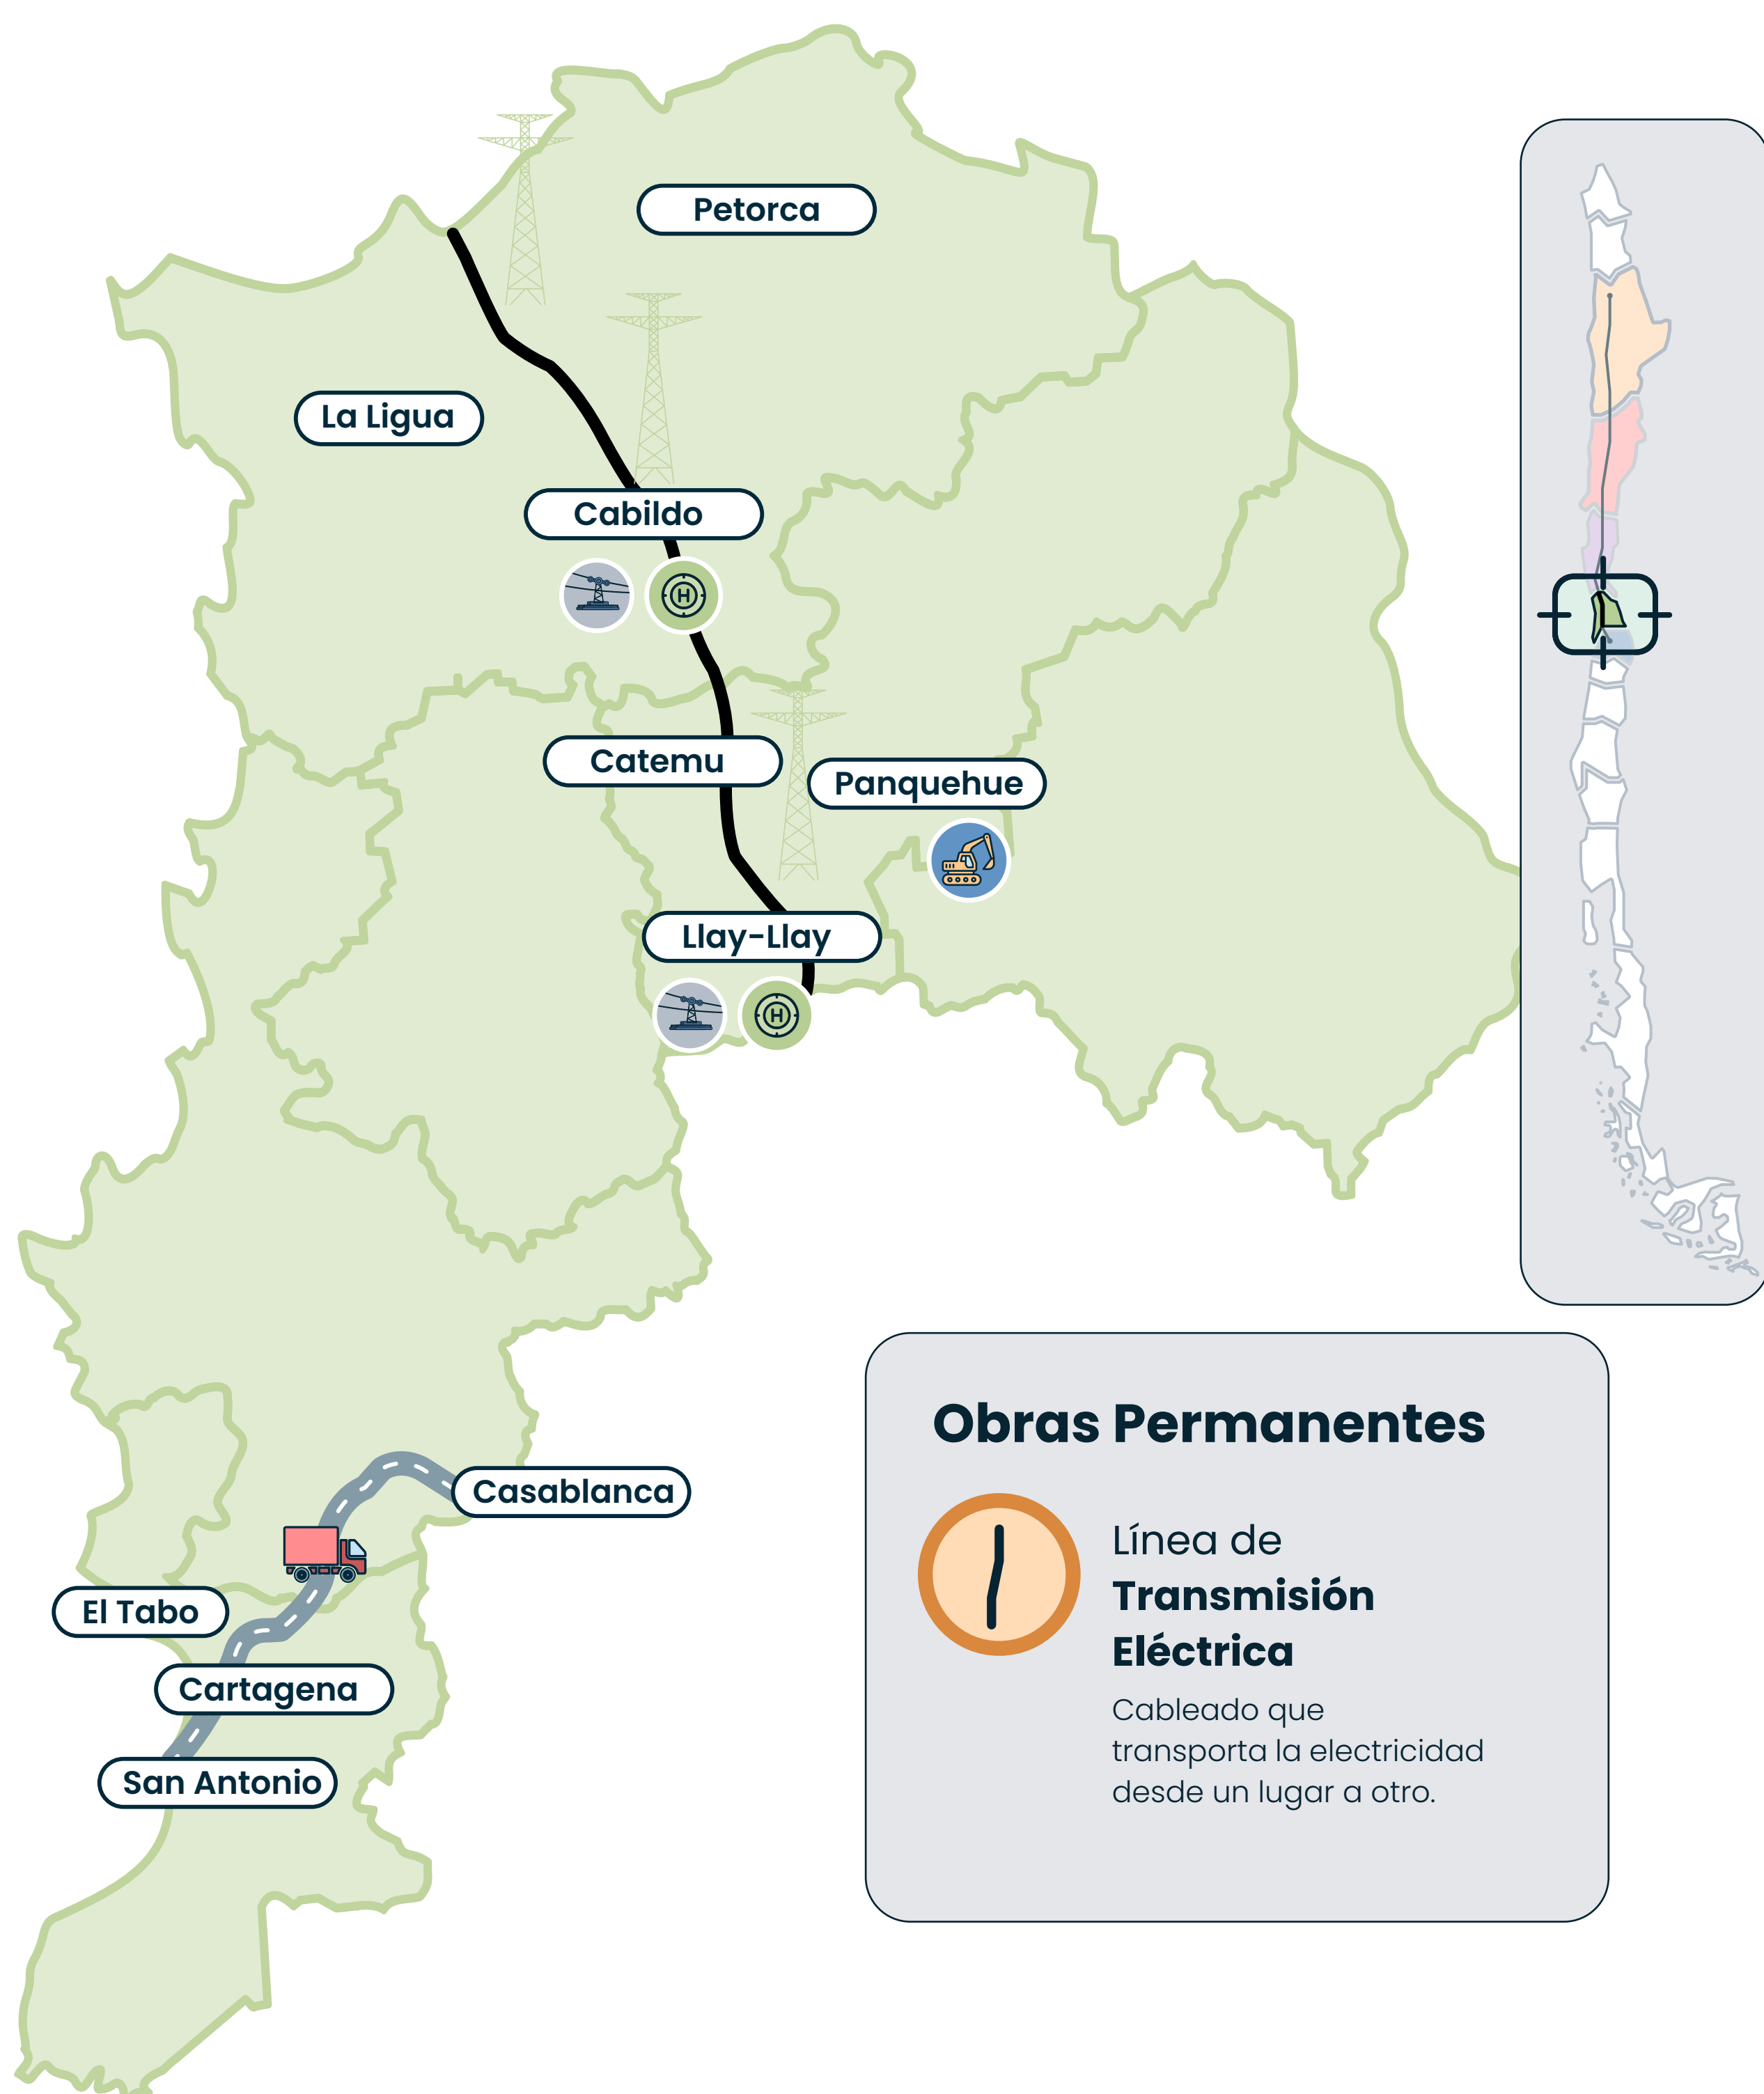 Petorca
La Ligua
Cabildo
H
Catemu
Panquehue
Llay-Llay
H
Casablanca
El Tabo
Cartagena
San Antonio
Obras Permanentes
Línea de
Transmisión
Eléctrica
Cableado que
transporta la electricidad
desde un lugar a otro.